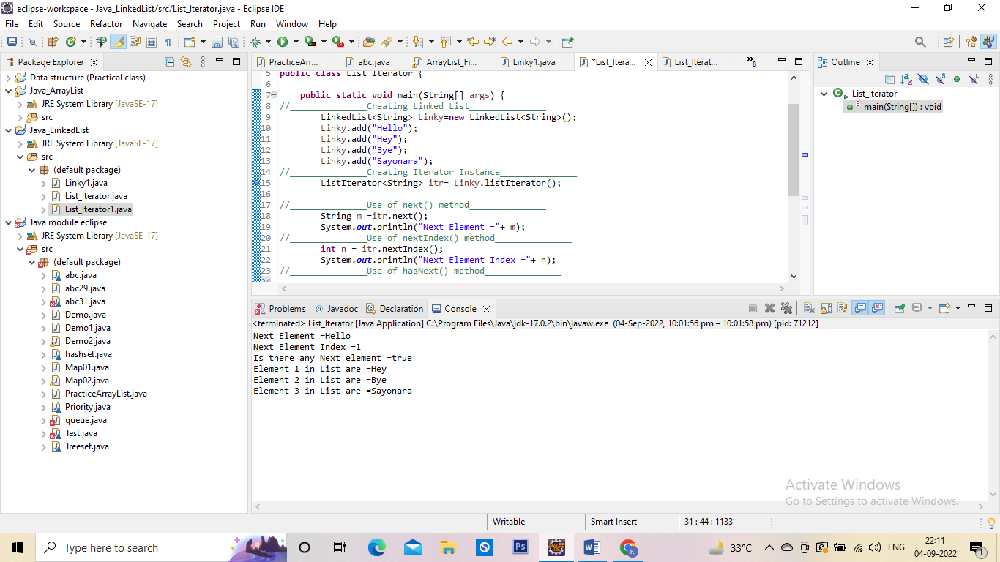 eclipse-workspace - Java_LinkedList/src/List_Iterator.java - Eclipse IDE
File Edit Source Refactor Navigate Search Project Run Window Help
Package Explorer
Data structure (Practical class)
Java_ArrayList
JRE System Library [JavaSE-17]
src
Java_LinkedList
JRE System Library [JavaSE-17]
src
(default package)
Linky1.java
List_Iterator.java
List_Iterator1.java
Java module eclipse
JRE System Library [JavaSE-17]
src
(default package)
abc.java
abc29.java
abc31.java
Demo.java
Demo1.java
Demo2.java
hashset.java
Map01.java
Map02.java
PracticeArrayList.java
Priority.java
queue.java
Test.java
Treeset.java
PracticeArr... abc.java ArrayList_Fi... Linky1.java *List_Itera... List_Iterat... »8
5 public class List_Iterator {
6
7 public static void main(String[] args) {
8 //_______________Creating Linked List_______________
9 LinkedList<String> Linky=new LinkedList<String>();
10 Linky.add("Hello");
11 Linky.add("Hey");
12 Linky.add("Bye");
13 Linky.add("Sayonara");
14 //_______________Creating Iterator Instance_______________
15 ListIterator<String> itr= Linky.listIterator();
16
17 //_______________Use of next() method_______________
18 String m =itr.next();
19 System.out.println("Next Element ="+ m);
20 //_______________Use of nextIndex() method_______________
21 int n = itr.nextIndex();
22 System.out.println("Next Element Index ="+ n);
23 //_______________Use of hasNext() method_______________
24
Outline
List_Iterator
main(String[]) : void
Problems @ Javadoc Declaration Console
<terminated> List_Iterator [Java Application] C:\Program Files\Java\jdk-17.0.2\bin\javaw.exe (04-Sep-2022, 10:01:56 pm – 10:01:58 pm) [pid: 71212]
Next Element =Hello
Next Element Index =1
Is there any Next element =true
Element 1 in List are =Hey
Element 2 in List are =Bye
Element 3 in List are =Sayonara
Activate Windows
Go to Settings to activate Windows.
Writable Smart Insert 31 : 44 : 1133
Type here to search
33°C ENG
22:11
04-09-2022
1